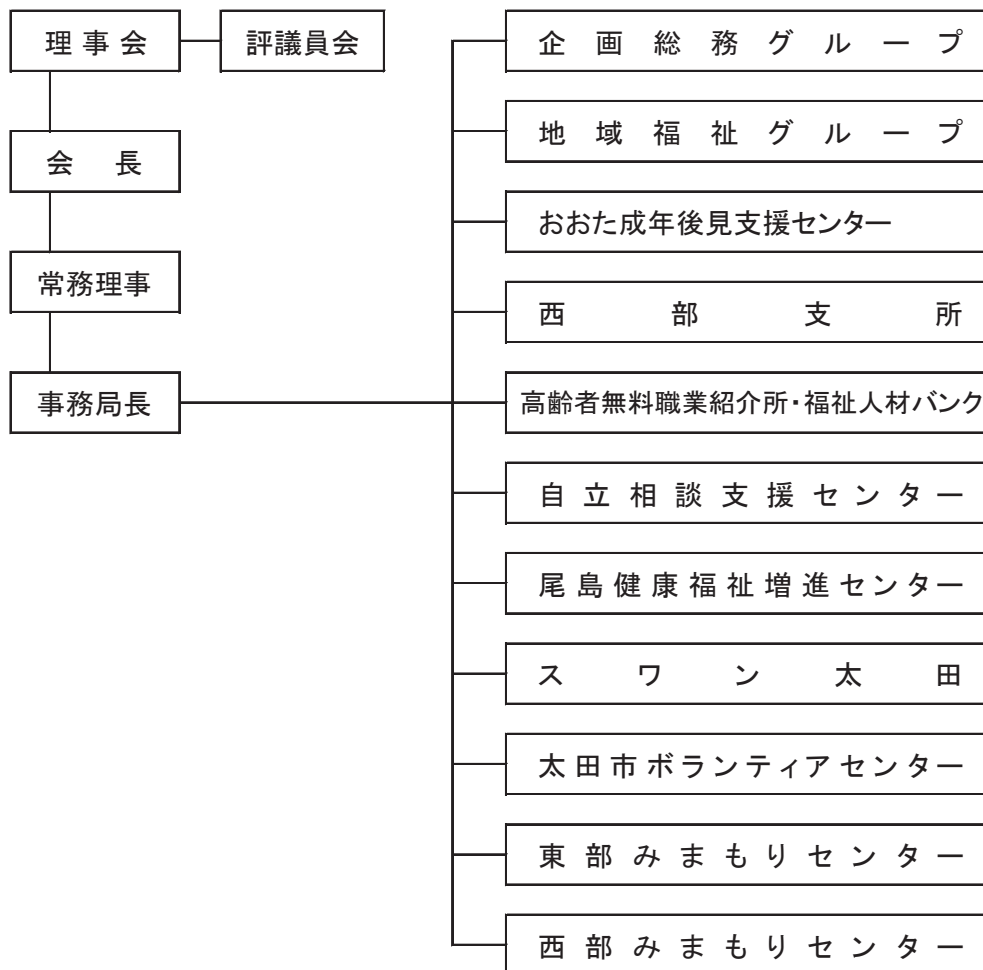 理事会
評議員会
会長
常務理事
事務局長
企画総務グループ
地域福祉グループ
おおた成年後見支援センター
西部支所
高齢者無料職業紹介所・福祉人材バンク
自立相談支援センター
尾島健康福祉増進センター
スワン太田
太田市ボランティアセンター
東部みまもりセンター
西部みまもりセンター